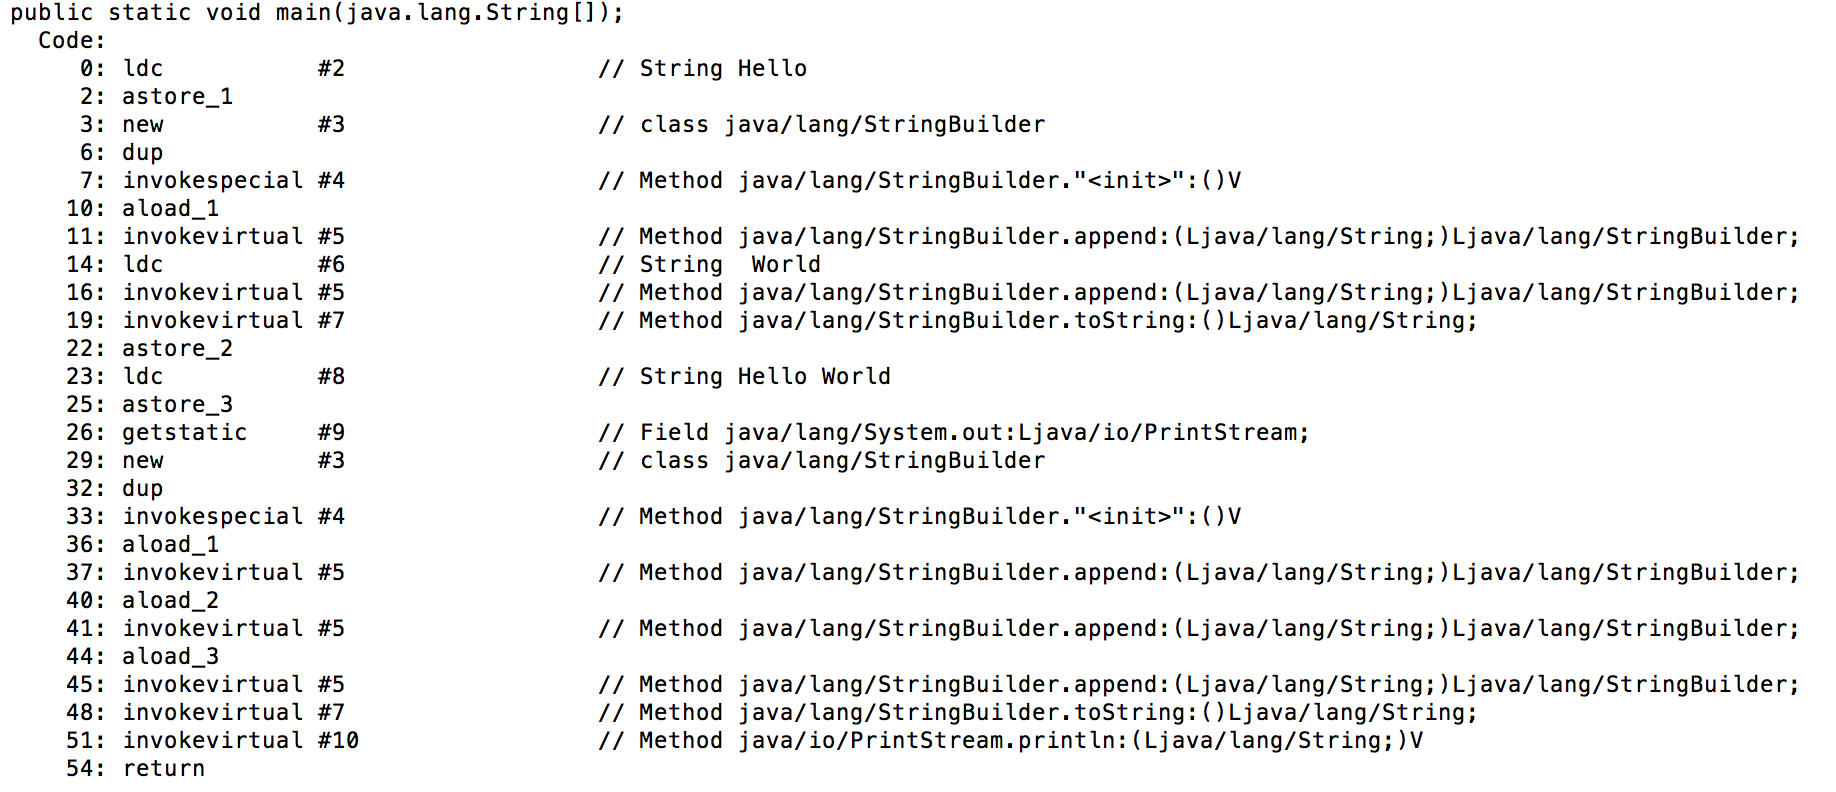 public static void main(java.lang.String[]);
  Code:
     0: ldc           #2                  // String Hello
     2: astore_1
     3: new           #3                  // class java/lang/StringBuilder
     6: dup
     7: invokespecial #4                  // Method java/lang/StringBuilder."<init>":()V
    10: aload_1
    11: invokevirtual #5                  // Method java/lang/StringBuilder.append:(Ljava/lang/String;)Ljava/lang/StringBuilder;
    14: ldc           #6                  // String  World
    16: invokevirtual #5                  // Method java/lang/StringBuilder.append:(Ljava/lang/String;)Ljava/lang/StringBuilder;
    19: invokevirtual #7                  // Method java/lang/StringBuilder.toString:()Ljava/lang/String;
    22: astore_2
    23: ldc           #8                  // String Hello World
    25: astore_3
    26: getstatic     #9                  // Field java/lang/System.out:Ljava/io/PrintStream;
    29: new           #3                  // class java/lang/StringBuilder
    32: dup
    33: invokespecial #4                  // Method java/lang/StringBuilder."<init>":()V
    36: aload_1
    37: invokevirtual #5                  // Method java/lang/StringBuilder.append:(Ljava/lang/String;)Ljava/lang/StringBuilder;
    40: aload_2
    41: invokevirtual #5                  // Method java/lang/StringBuilder.append:(Ljava/lang/String;)Ljava/lang/StringBuilder;
    44: aload_3
    45: invokevirtual #5                  // Method java/lang/StringBuilder.append:(Ljava/lang/String;)Ljava/lang/StringBuilder;
    48: invokevirtual #7                  // Method java/lang/StringBuilder.toString:()Ljava/lang/String;
    51: invokevirtual #10                 // Method java/io/PrintStream.println:(Ljava/lang/String;)V
    54: return